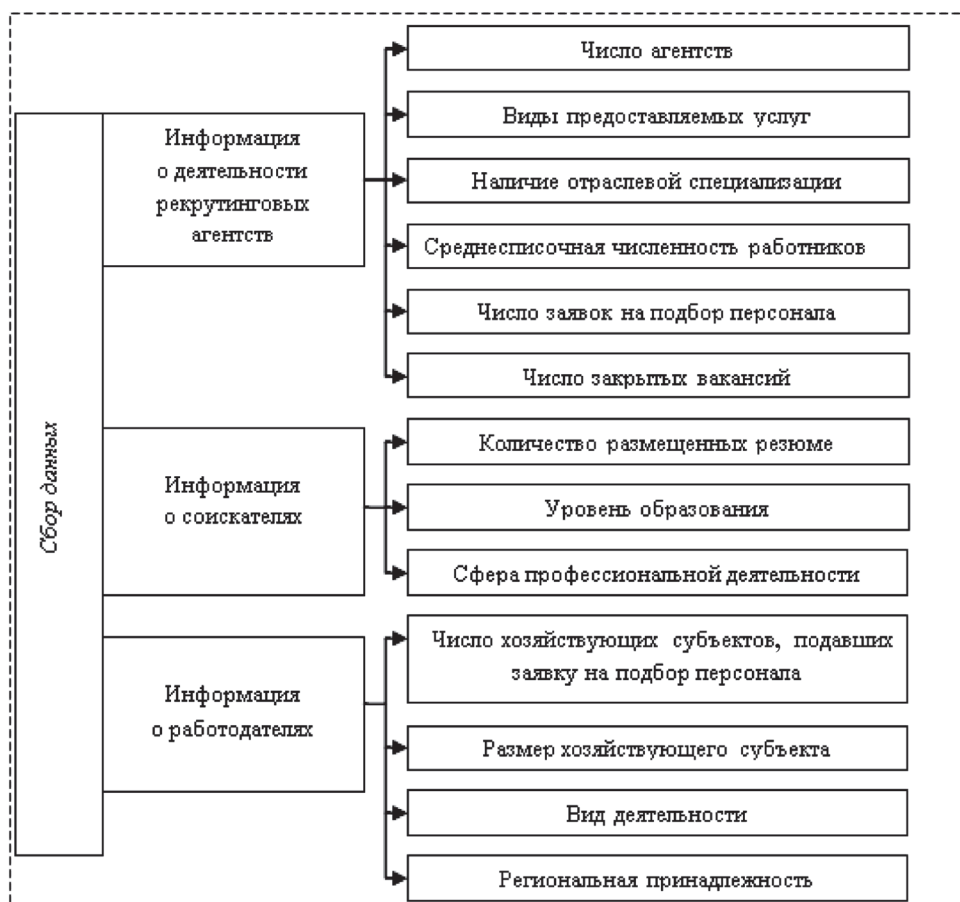 Сбор данных
Информация
о деятельности
рекрутинговых
агентств
Число агентств
Виды предоставляемых услуг
Наличие отраслевой специализации
Среднесписочная численность работников
Число заявок на подбор персонала
Число закрытых вакансий
Информация
о соискателях
Количество размещенных резюме
Уровень образования
Сфера профессиональной деятельности
Информация
о работодателях
Число хозяйствующих субъектов, подавших
заявку на подбор персонала
Размер хозяйствующего субъекта
Вид деятельности
Региональная принадлежность